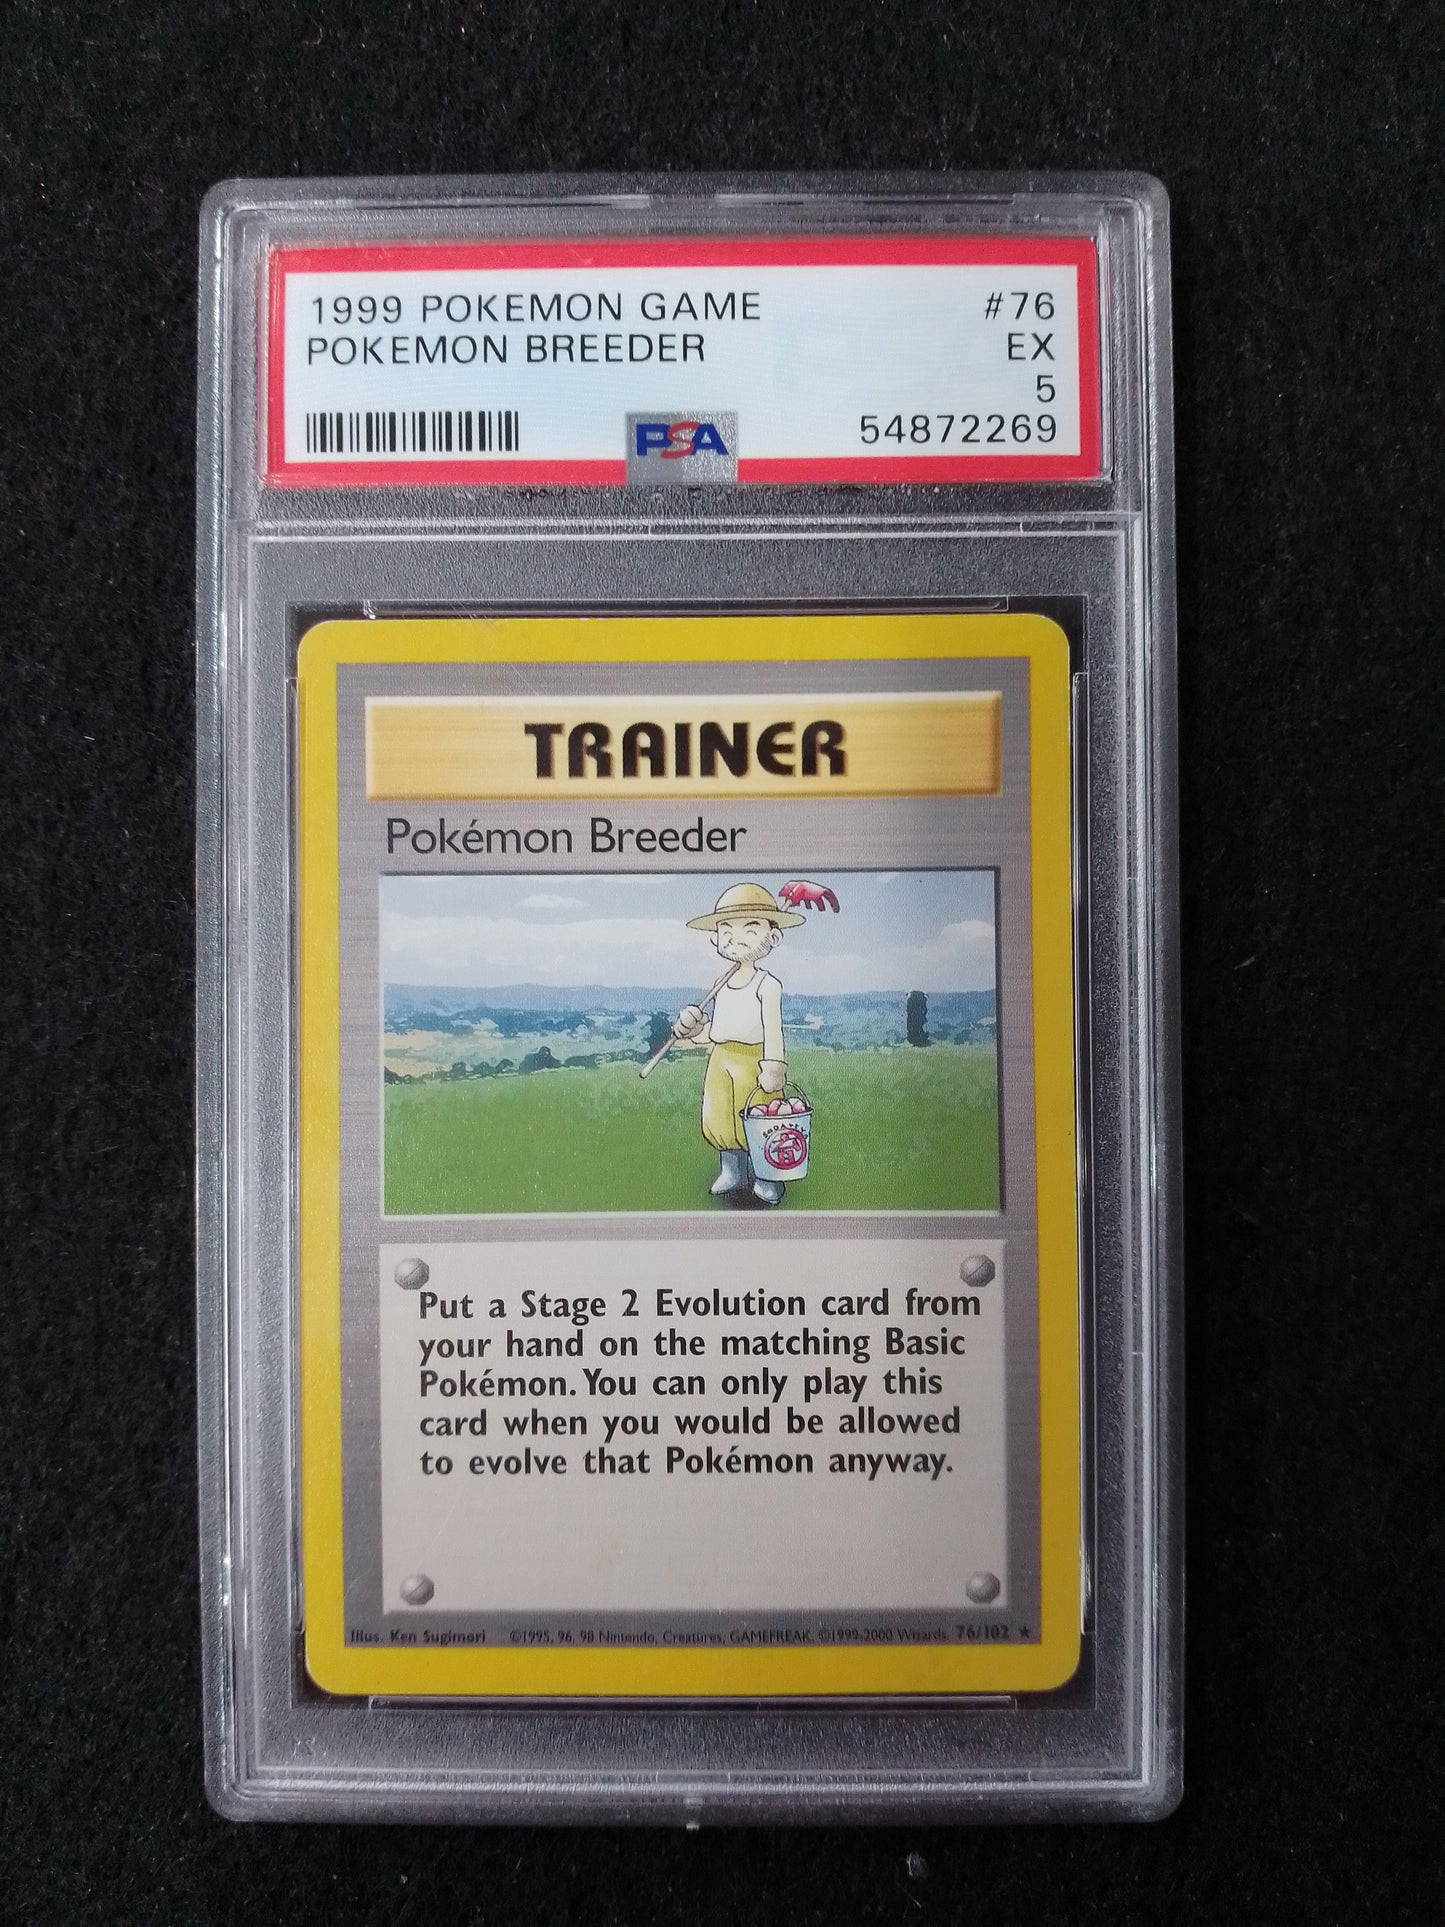 1999 POKEMON GAME #76
POKEMON BREEDER EX
5
PSA 54872269
TRAINER
Pokémon Breeder
Put a Stage 2 Evolution card from
your hand on the matching Basic
Pokémon. You can only play this
card when you would be allowed
to evolve that Pokémon anyway.
Illus. Ken Sugimori ©1995, 96, 98 Nintendo, Creatures, GAMEFREAK. ©1999-2000 Wizards. 76/102 ★